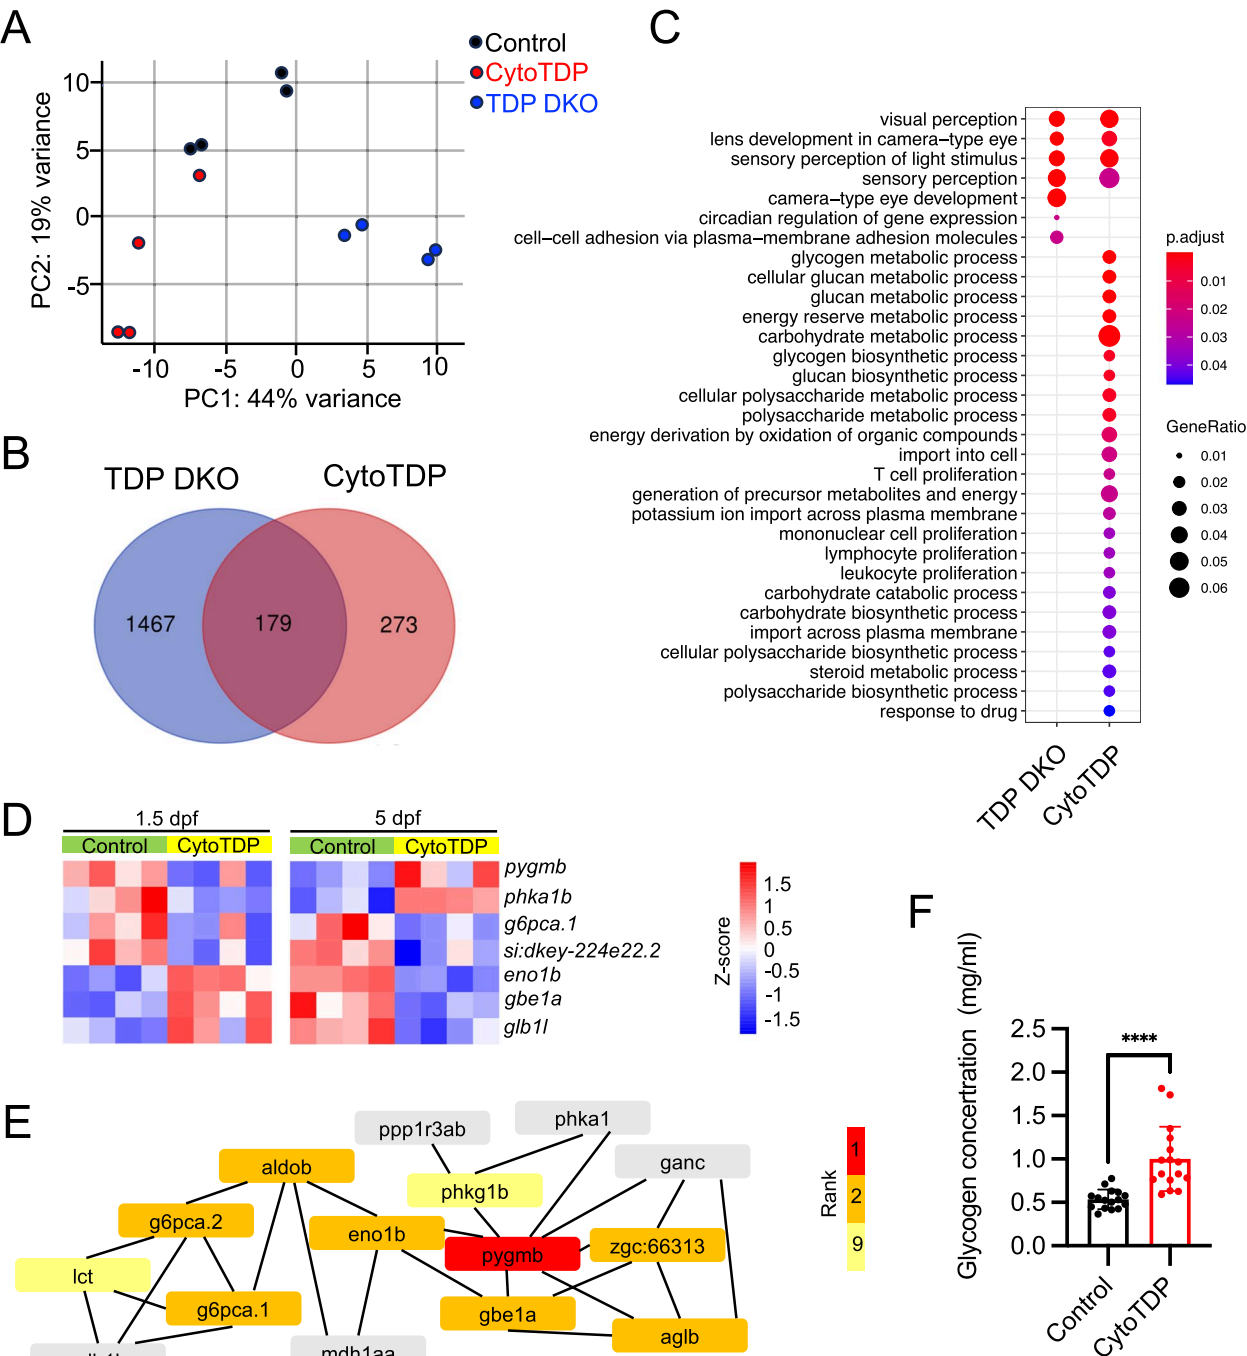 A
Control
CytoTDP
TDP DKO
10
5
0
-5
PC2: 19% variance
-10 -5 0 5 10
PC1: 44% variance
B
TDP DKO
CytoTDP
1467
179
273
C
visual perception
lens development in camera–type eye
sensory perception of light stimulus
sensory perception
camera–type eye development
circadian regulation of gene expression
cell–cell adhesion via plasma–membrane adhesion molecules
glycogen metabolic process
cellular glucan metabolic process
glucan metabolic process
energy reserve metabolic process
carbohydrate metabolic process
glycogen biosynthetic process
glucan biosynthetic process
cellular polysaccharide metabolic process
polysaccharide metabolic process
energy derivation by oxidation of organic compounds
import into cell
T cell proliferation
generation of precursor metabolites and energy
potassium ion import across plasma membrane
mononuclear cell proliferation
lymphocyte proliferation
leukocyte proliferation
carbohydrate catabolic process
carbohydrate biosynthetic process
import across plasma membrane
cellular polysaccharide biosynthetic process
steroid metabolic process
polysaccharide biosynthetic process
response to drug
TDP DKO
CytoTDP
p.adjust
0.01
0.02
0.03
0.04
GeneRatio
0.01
0.02
0.03
0.04
0.05
0.06
D
1.5 dpf
5 dpf
Control
CytoTDP
Control
CytoTDP
pygmb
phka1b
g6pca.1
si:dkey-224e22.2
eno1b
gbe1a
glb1l
Z-score
1.5
1
0.5
0
-0.5
-1
-1.5
E
ppp1r3ab
phka1
aldob
ganc
phkg1b
g6pca.2
eno1b
pygmb
zgc:66313
lct
g6pca.1
gbe1a
aglb
mdh1aa
Rank
1
2
9
F
Glycogen concertration (mg/ml)
2.5
2.0
1.5
1.0
0.5
0.0
****
Control
CytoTDP